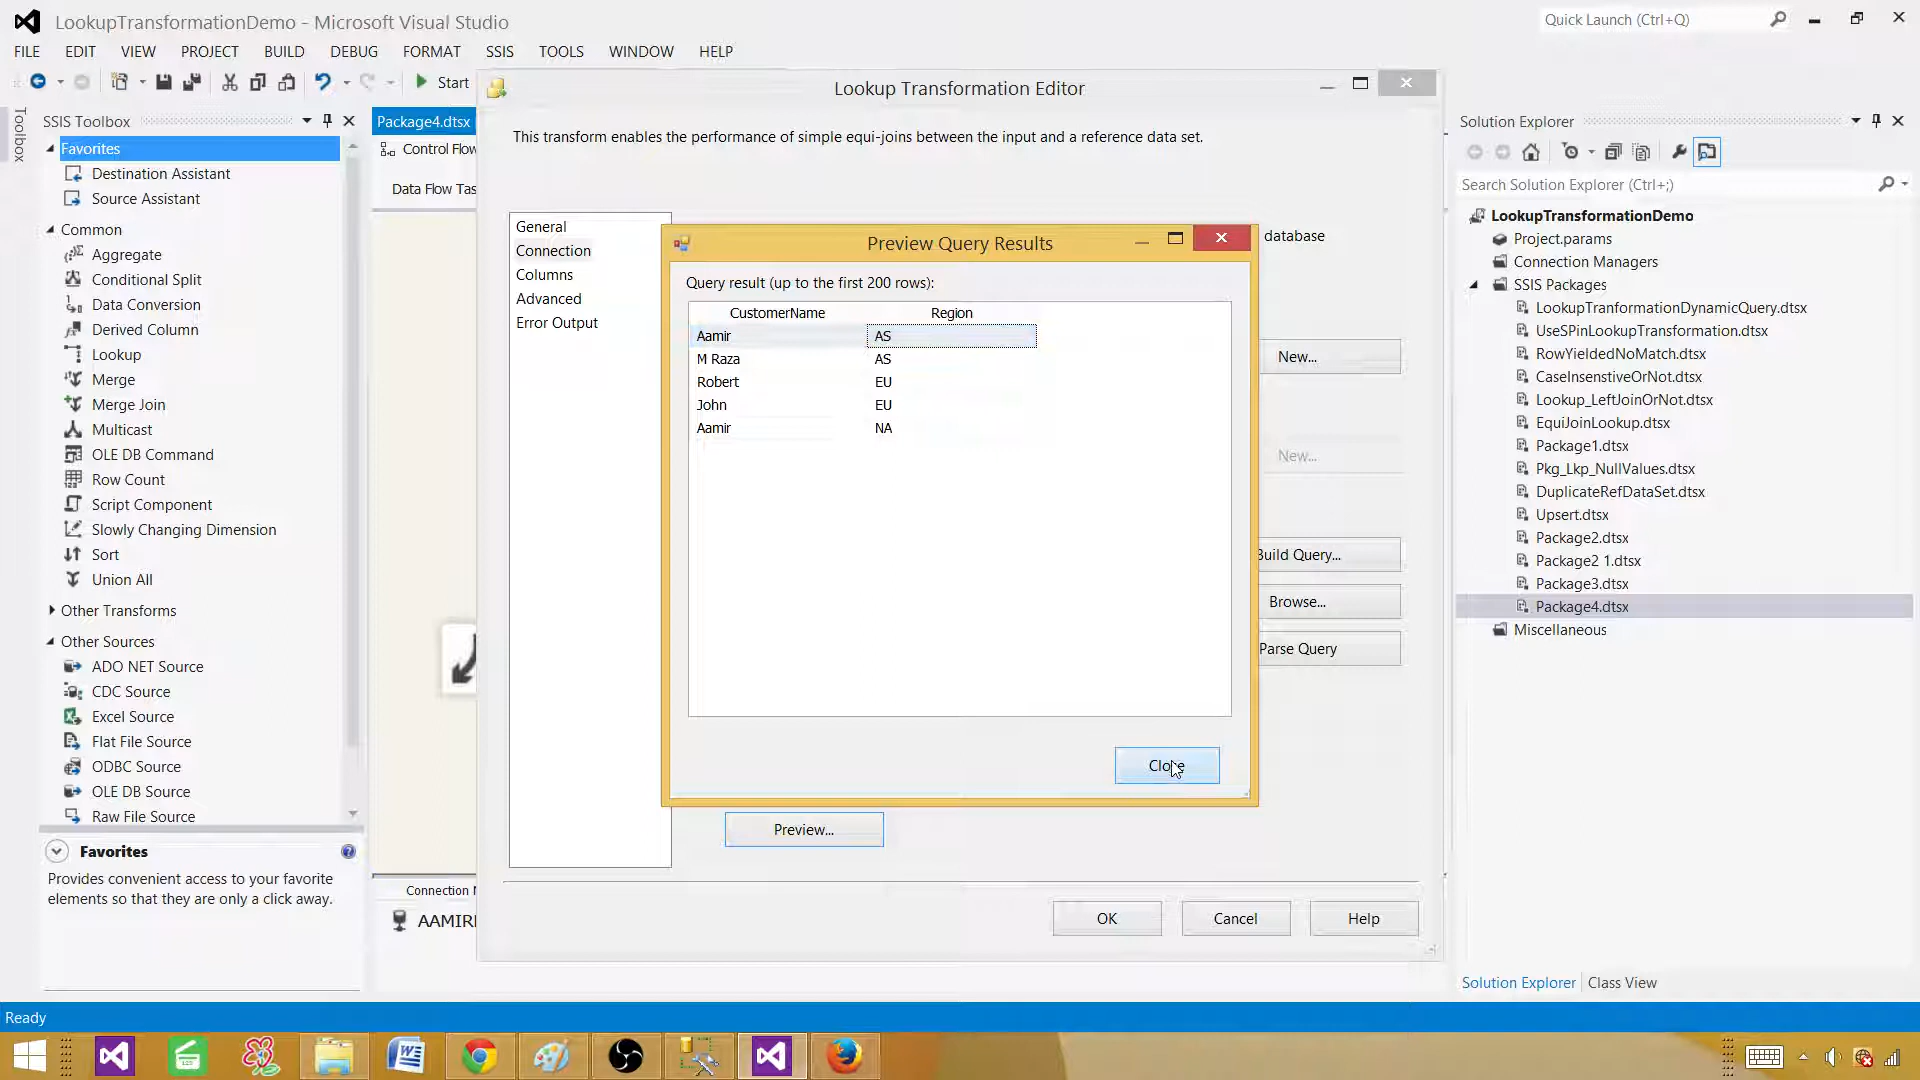 LookupTransformationDemo - Microsoft Visual Studio
Quick Launch (Ctrl+Q)
FILE EDIT VIEW PROJECT BUILD DEBUG FORMAT SSIS TOOLS WINDOW HELP
Start
Toolbox
SSIS Toolbox
Favorites
Destination Assistant
Source Assistant
Common
Aggregate
Conditional Split
Data Conversion
Derived Column
Lookup
Merge
Merge Join
Multicast
OLE DB Command
Row Count
Script Component
Slowly Changing Dimension
Sort
Union All
Other Transforms
Other Sources
ADO NET Source
CDC Source
Excel Source
Flat File Source
ODBC Source
OLE DB Source
Raw File Source
Favorites
Provides convenient access to your favorite
elements so that they are only a click away.
Package4.dtsx
Control Flow
Data Flow Tas
Connection
AAMIR
Lookup Transformation Editor
This transform enables the performance of simple equi-joins between the input and a reference data set.
General
Connection
Columns
Advanced
Error Output
database
New...
New...
Build Query...
Browse...
Parse Query
Preview Query Results
Query result (up to the first 200 rows):
CustomerName Region
Aamir AS
M Raza AS
Robert EU
John EU
Aamir NA
Close
Preview...
OK Cancel Help
Solution Explorer
Search Solution Explorer (Ctrl+;)
LookupTransformationDemo
Project.params
Connection Managers
SSIS Packages
LookupTranformationDynamicQuery.dtsx
UseSPinLookupTransformation.dtsx
RowYieldedNoMatch.dtsx
CaseInsenstiveOrNot.dtsx
Lookup_LeftJoinOrNot.dtsx
EquiJoinLookup.dtsx
Package1.dtsx
Pkg_Lkp_NullValues.dtsx
DuplicateRefDataSet.dtsx
Upsert.dtsx
Package2.dtsx
Package2 1.dtsx
Package3.dtsx
Package4.dtsx
Miscellaneous
Solution Explorer Class View
Ready